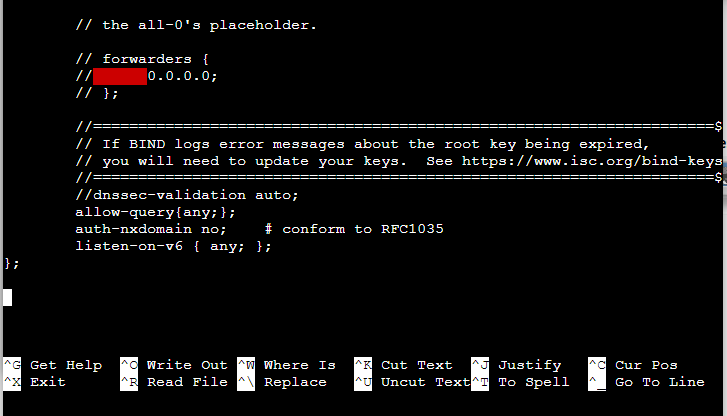 // the all-0's placeholder.
// forwarders {
// 0.0.0.0;
// };
//=====================================================================$
// If BIND logs error messages about the root key being expired,
// you will need to update your keys.  See https://www.isc.org/bind-keys
//=====================================================================$
//dnssec-validation auto;
allow-query{any;};
auth-nxdomain no;    # conform to RFC1035
listen-on-v6 { any; };
};
^G Get Help ^O Write Out ^W Where Is ^K Cut Text ^J Justify ^C Cur Pos
^X Exit ^R Read File ^\ Replace ^U Uncut Text ^T To Spell ^_ Go To Line